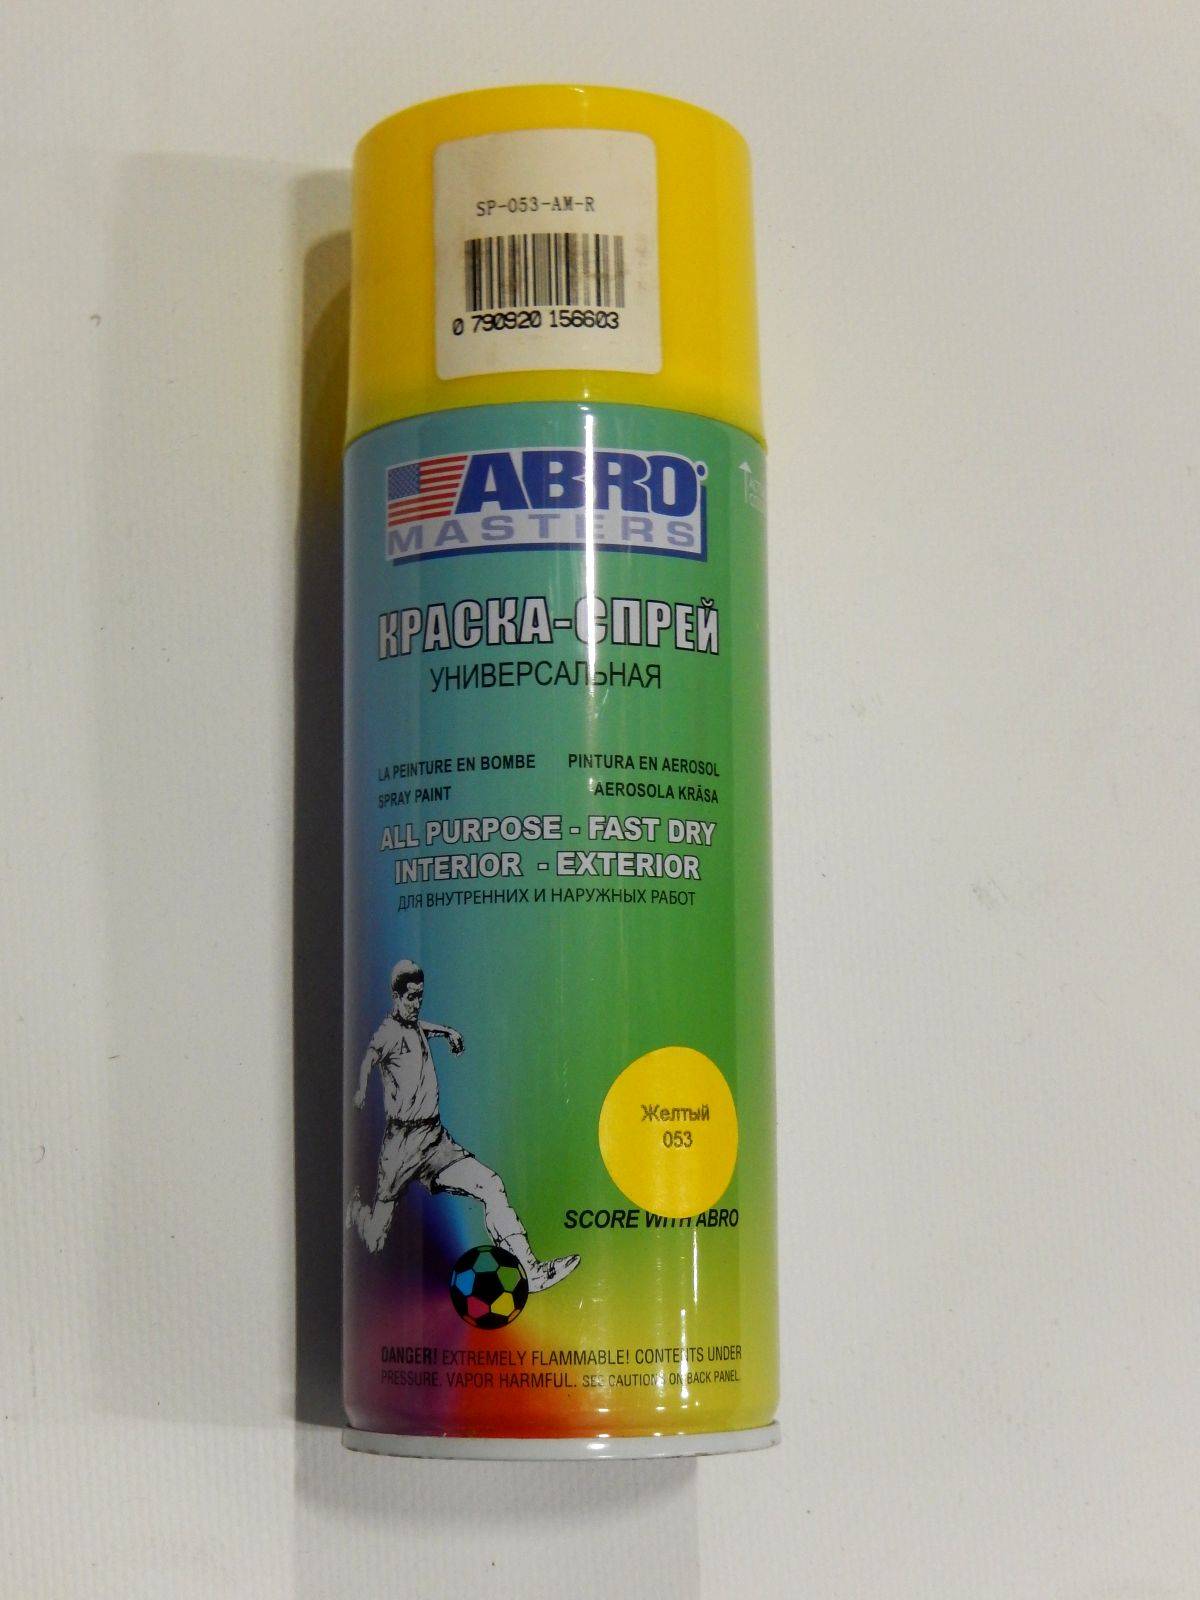 SP-053-AM-R
0 790920 156603
ABRO
MASTERS
КРАСКА-СПРЕЙ
УНИВЕРСАЛЬНАЯ
LA PEINTURE EN BOMBE PINTURA EN AEROSOL
SPRAY PAINT AEROSOLA KRĀSA
ALL PURPOSE - FAST DRY
INTERIOR - EXTERIOR
ДЛЯ ВНУТРЕННИХ И НАРУЖНЫХ РАБОТ
A
Желтый
053
SCORE WITH ABRO
DANGER! EXTREMELY FLAMMABLE! CONTENTS UNDER
PRESSURE. VAPOR HARMFUL. SEE CAUTIONS ON BACK PANEL.